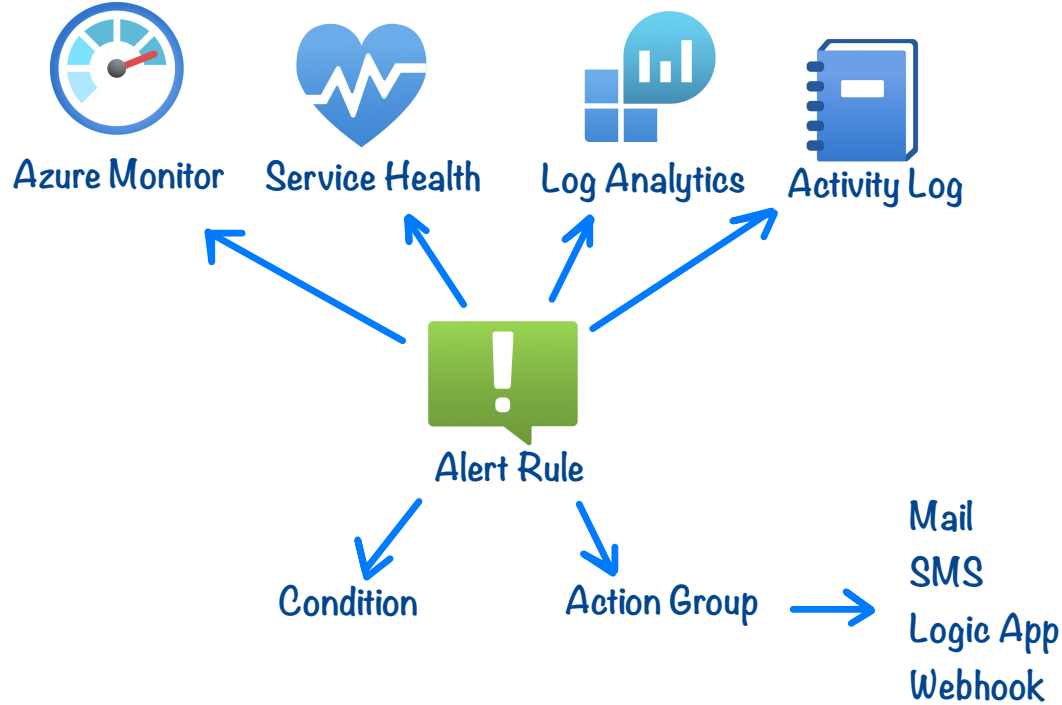 Azure Monitor
Service Health
Log Analytics
Activity Log
Alert Rule
Condition
Action Group
Mail
SMS
Logic App
Webhook